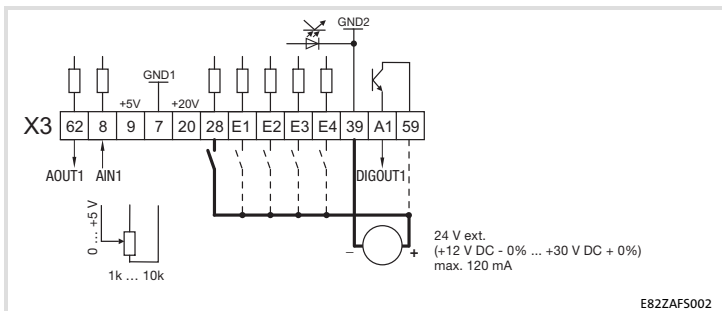 GND2
GND1
+5V
+20V
X3 62 8 9 7 20 28 E1 E2 E3 E4 39 A1 59
AOUT1 AIN1 DIGOUT1
0 ... +5 V
1k ... 10k
– +
24 V ext.
(+12 V DC - 0% ... +30 V DC + 0%)
max. 120 mA
E82ZAFS002